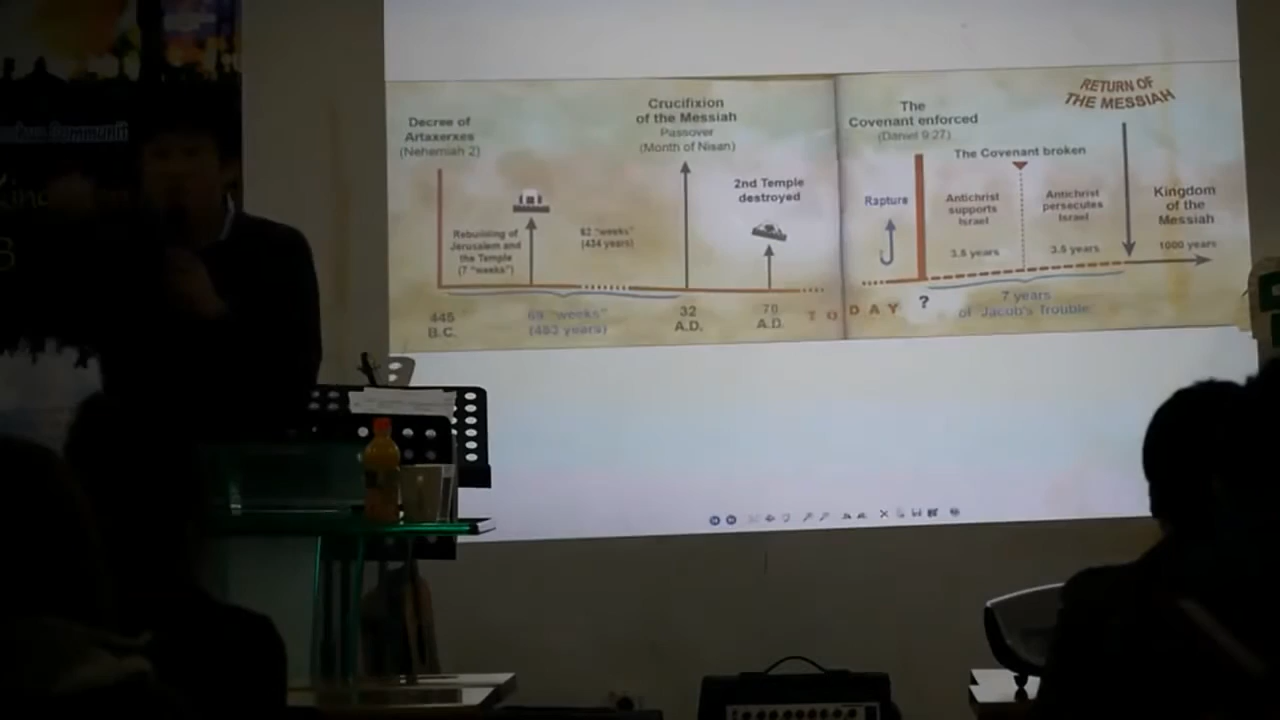 Decree of
Artaxerxes
(Nehemiah 2)
Rebuilding of
Jerusalem and
the Temple
(7 "weeks")
62 "weeks"
(434 years)
Crucifixion
of the Messiah
Passover
(Month of Nisan)
2nd Temple
destroyed
445
B.C.
69 "weeks"
(483 years)
32
A.D.
70
A.D.
TODAY
?
The
Covenant enforced
(Daniel 9:27)
Rapture
The Covenant broken
Antichrist
supports
Israel
3.5 years
Antichrist
persecutes
Israel
3.5 years
7 years
of Jacob's trouble
RETURN OF
THE MESSIAH
Kingdom
of the
Messiah
1000 years